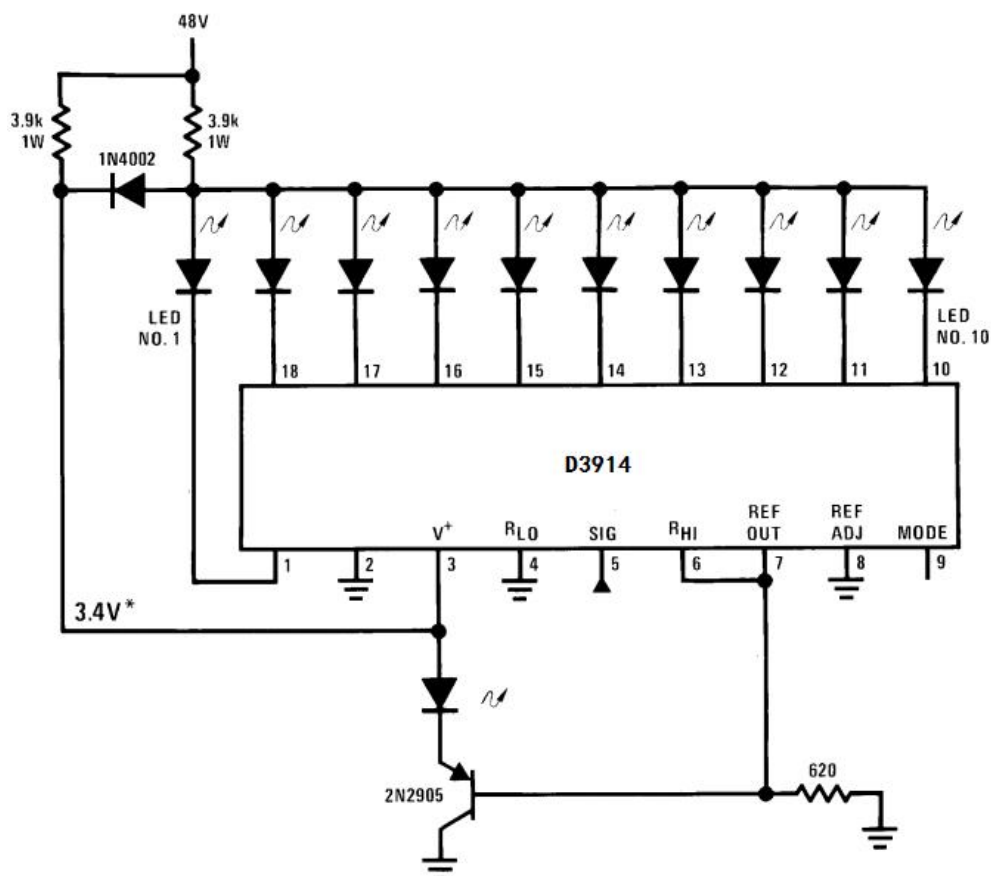 48V
3.9k
1W
3.9k
1W
1N4002
LED
NO. 1
LED
NO. 10
18
17
16
15
14
13
12
11
10
D3914
V+
RLO
SIG
RHI
REF
OUT
REF
ADJ
MODE
1
2
3
4
5
6
7
8
9
3.4V*
2N2905
620